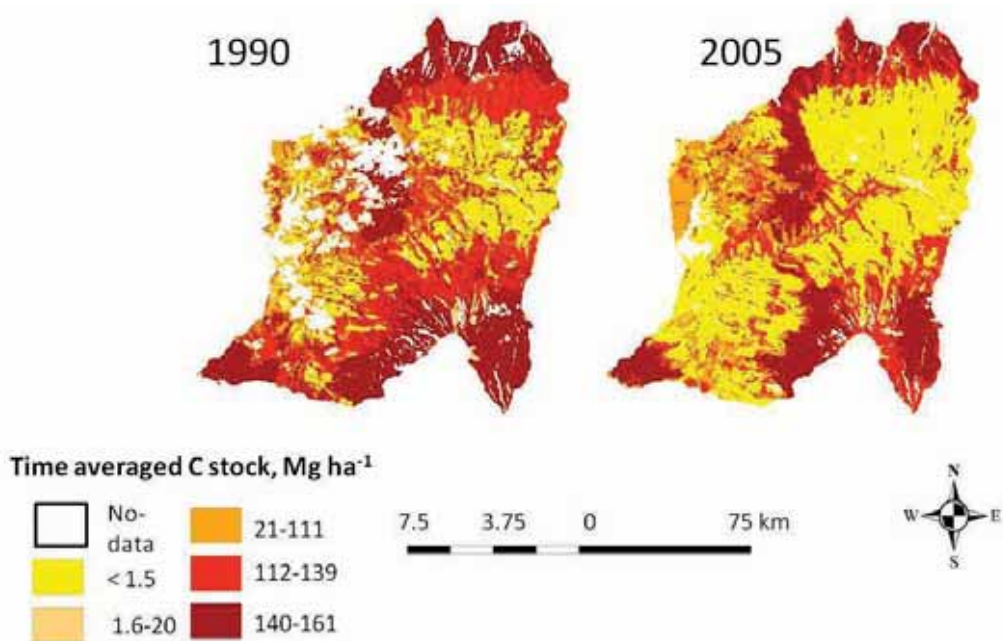 1990
2005
Time averaged C stock, Mg ha⁻¹
No-
data
< 1.5
1.6-20
21-111
112-139
140-161
7.5 3.75 0 75 km
N
W E
S